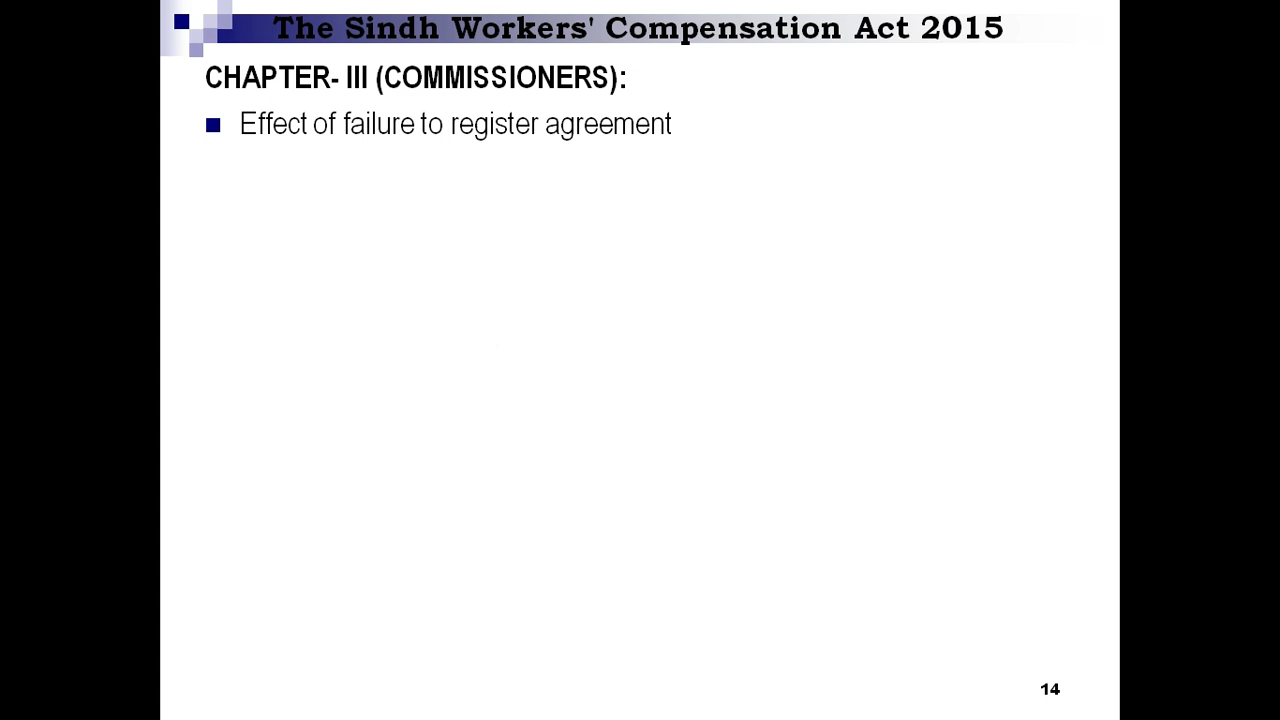 The Sindh Workers' Compensation Act 2015
CHAPTER- III (COMMISSIONERS):
Effect of failure to register agreement
14